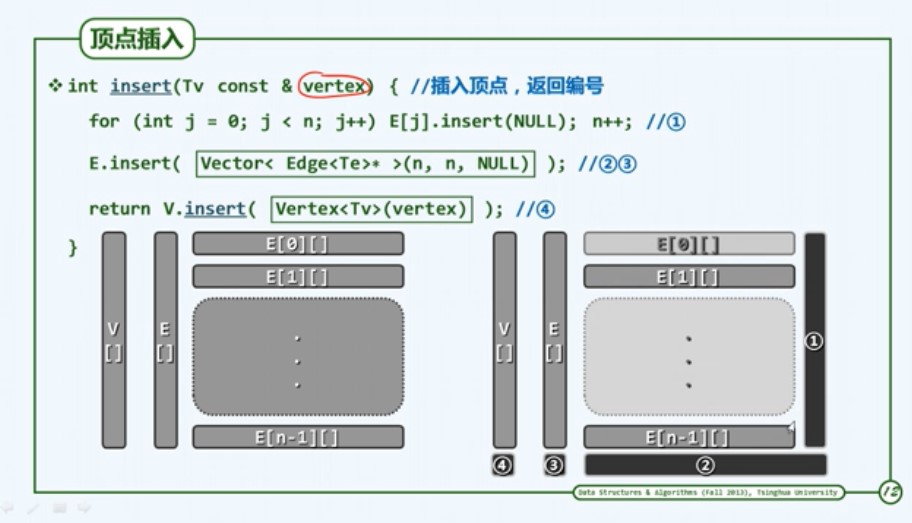 顶点插入
❖ int insert(Tv const & vertex) { //插入顶点，返回编号
for (int j = 0; j < n; j++) E[j].insert(NULL); n++; //①
E.insert( Vector< Edge<Te>* >(n, n, NULL) ); //②③
return V.insert( Vertex<Tv>(vertex) ); //④
}
V
[]
E
[]
E[0][]
E[1][]
.
.
.
E[n-1][]
V
[]
E
[]
E[0][]
E[1][]
.
.
.
E[n-1][]
①
④
③
②
Data Structures & Algorithms (Fall 2013), Tsinghua University
13